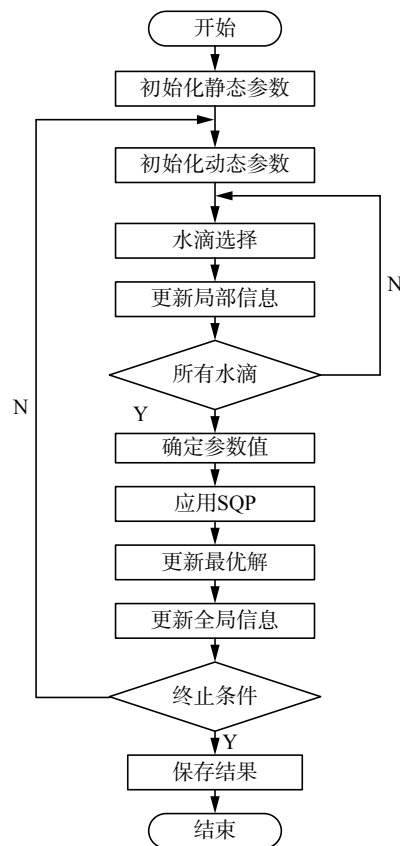 开始
初始化静态参数
初始化动态参数
水滴选择
更新局部信息
N
所有水滴
N
Y
确定参数值
应用SQP
更新最优解
更新全局信息
终止条件
Y
保存结果
结束